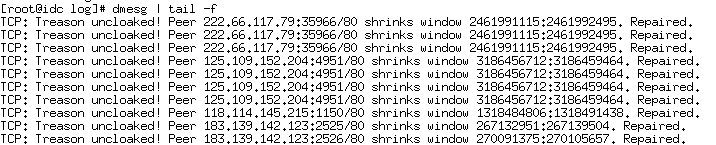 [root@idc log]# dmesg | tail -f
TCP: Treason uncloaked! Peer 222.66.117.79:35966/80 shrinks window 2461991115:2461992495. Repaired.
TCP: Treason uncloaked! Peer 222.66.117.79:35966/80 shrinks window 2461991115:2461992495. Repaired.
TCP: Treason uncloaked! Peer 222.66.117.79:35966/80 shrinks window 2461991115:2461992495. Repaired.
TCP: Treason uncloaked! Peer 125.109.152.204:4951/80 shrinks window 3186456712:3186459464. Repaired.
TCP: Treason uncloaked! Peer 125.109.152.204:4951/80 shrinks window 3186456712:3186459464. Repaired.
TCP: Treason uncloaked! Peer 125.109.152.204:4951/80 shrinks window 3186456712:3186459464. Repaired.
TCP: Treason uncloaked! Peer 125.109.152.204:4951/80 shrinks window 3186456712:3186459464. Repaired.
TCP: Treason uncloaked! Peer 118.114.145.215:1150/80 shrinks window 1318484806:1318491438. Repaired.
TCP: Treason uncloaked! Peer 183.139.142.123:2525/80 shrinks window 267132951:267139504. Repaired.
TCP: Treason uncloaked! Peer 183.139.142.123:2526/80 shrinks window 270091375:270105657. Repaired.